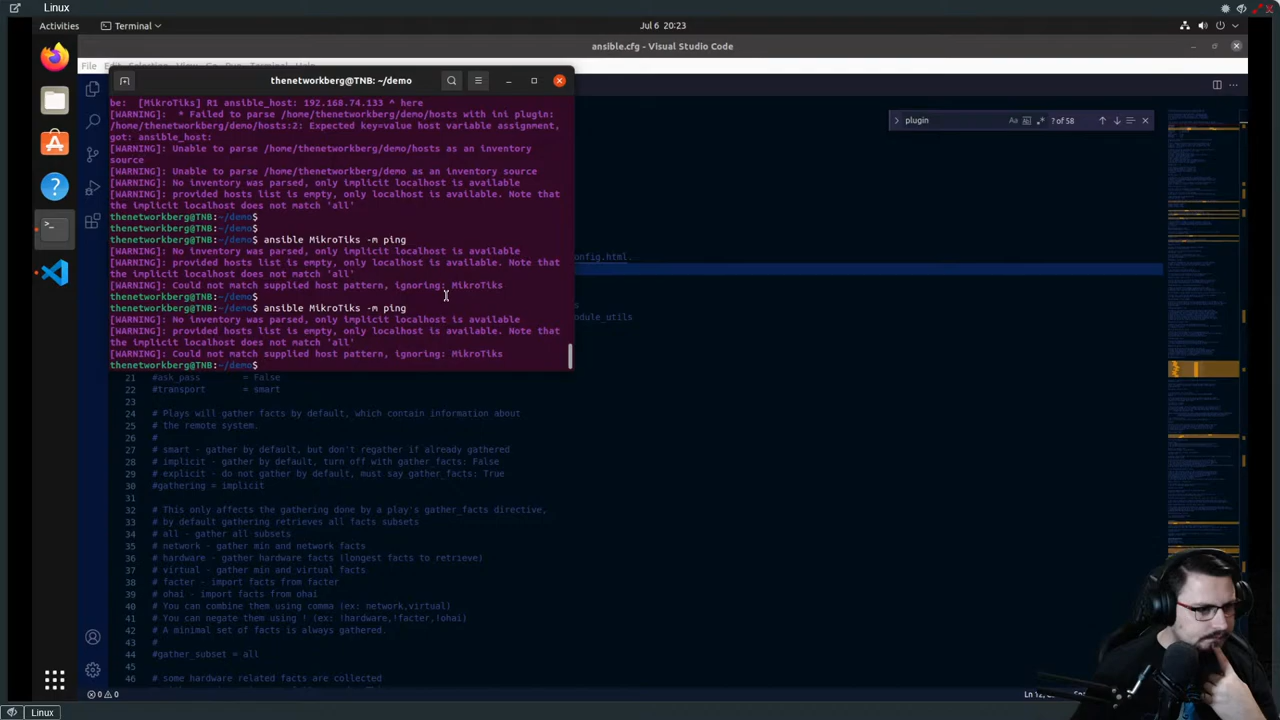 Linux
Activities
Terminal
Jul 6 20:23
ansible.cfg - Visual Studio Code
File Edit Selection View Go Run Terminal Help
thenetworkberg@TNB: ~/demo
plugin
Aa
? of 58
be: [MikroTiks] R1 ansible_host: 192.168.74.133 ^ here
[WARNING]: * Failed to parse /home/thenetworkberg/demo/hosts with ini plugin:
/home/thenetworkberg/demo/hosts:2: Expected key=value host variable assignment,
got: ansible_host:
[WARNING]: Unable to parse /home/thenetworkberg/demo/hosts as an inventory
source
[WARNING]: Unable to parse /home/thenetworkberg/demo as an inventory source
[WARNING]: No inventory was parsed, only implicit localhost is available
[WARNING]: provided hosts list is empty, only localhost is available. Note that
the implicit localhost does not match 'all'
thenetworkberg@TNB:~/demo$
thenetworkberg@TNB:~/demo$
thenetworkberg@TNB:~/demo$ ansible MikroTiks -m ping
[WARNING]: No inventory was parsed, only implicit localhost is available
[WARNING]: provided hosts list is empty, only localhost is available. Note that
the implicit localhost does not match 'all'
[WARNING]: Could not match supplied host pattern, ignoring: MikroTiks
thenetworkberg@TNB:~/demo$
thenetworkberg@TNB:~/demo$ ansible MikroTiks -m ping
[WARNING]: No inventory was parsed, only implicit localhost is available
[WARNING]: provided hosts list is empty, only localhost is available. Note that
the implicit localhost does not match 'all'
[WARNING]: Could not match supplied host pattern, ignoring: MikroTiks
thenetworkberg@TNB:~/demo$
onfig.html.
s
odule_utils
21 #ask_pass = False
22 #transport = smart
23
24 # Plays will gather facts by default, which contain information about
25 # the remote system.
26 #
27 # smart - gather by default, but don't regather if already gathered
28 # implicit - gather by default, turn off with gather_facts: False
29 # explicit - do not gather by default, must say gather_facts: True
30 #gathering = implicit
31
32 # This only affects the gathering done by a play's gather_facts directive,
33 # by default gathering retrieves all facts subsets
34 # all - gather all subsets
35 # network - gather min and network facts
36 # hardware - gather hardware facts (longest facts to retrieve)
37 # virtual - gather min and virtual facts
38 # facter - import facts from facter
39 # ohai - import facts from ohai
40 # You can combine them using comma (ex: network,virtual)
41 # You can negate them using ! (ex: !hardware,!facter,!ohai)
42 # A minimal set of facts is always gathered.
43 #
44 #gather_subset = all
45
46 # some hardware related facts are collected
0 0
Ln 12,
Linux